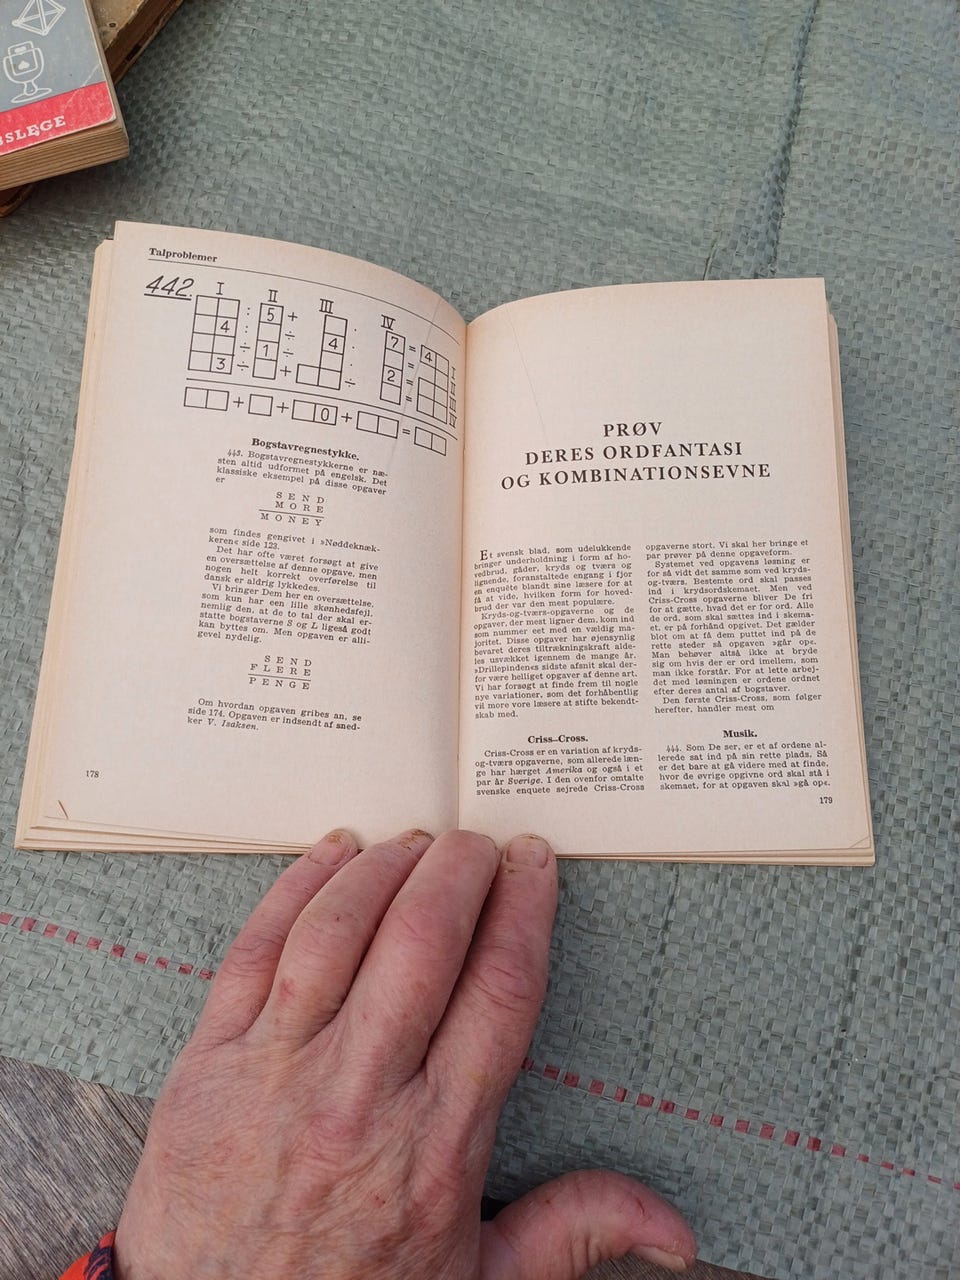 SLÆGE
Talproblemer
442.
I
II
III
IV
: 5 + · 7 = 4
4 : 4 · =
÷ 1 ÷ · 2 =
3 ÷ + ÷ =
I
II
III
IV
+ + 0 + =
Bogstavregnestykke.
443. Bogstavregnestykkerne er næ-
sten altid udformet på engelsk. Det
klassiske eksempel på disse opgaver
er
SEND
MORE
MONEY
som findes gengivet i »Nøddeknæk-
keren« side 123.
Det har ofte været forsøgt at give
en oversættelse af denne opgave, men
nogen helt korrekt overførelse til
dansk er aldrig lykkedes.
Vi bringer Dem her en oversættelse,
som kun har een lille skønhedsfejl,
nemlig den, at de to tal der skal er-
statte bogstaverne S og L ligeså godt
kan byttes om. Men opgaven er alli-
gevel nydelig.
SEND
FLERE
PENGE
Om hvordan opgaven gribes an, se
side 174. Opgaven er indsendt af sned-
ker V. Isaksen.
178
PRØV
DERES ORDFANTASI
OG KOMBINATIONSEVNE
Et svensk blad, som udelukkende
bringer underholdning i form af ho-
vedbrud, gåder, kryds og tværs og
lignende, foranstaltede engang i fjor
en enquête blandt sine læsere for at
få at vide, hvilken form for hoved-
brud der var den mest populære.
Kryds-og-tværs-opgaverne og de
opgaver, der mest ligner dem, kom ind
som nummer eet med en vældig ma-
joritet. Disse opgaver har øjensynlig
bevaret deres tiltrækningskraft alde-
les usvækket igennem de mange år.
»Drillepinden«s sidste afsnit skal der-
for være helliget opgaver af denne art.
Vi har forsøgt at finde frem til nogle
nye variationer, som det forhåbentlig
vil more vore læsere at stifte bekendt-
skab med.
Criss-Cross.
Criss-Cross er en variation af kryds-
og-tværs opgaverne, som allerede læn-
ge har hærget Amerika og også i et
par år Sverige. I den ovenfor omtalte
svenske enquete sejrede Criss-Cross
opgaverne stort. Vi skal her bringe et
par prøver på denne opgaveform.
Systemet ved opgavens løsning er
for så vidt det samme som ved kryds-
og-tværs. Bestemte ord skal passes
ind i krydsordskemaet. Men ved
Criss-Cross opgaverne bliver De fri
for at gætte, hvad det er for ord. Alle
de ord, som skal sættes ind i skema-
et, er på forhånd opgivet. Det gælder
blot om at få dem puttet ind på de
rette steder så opgaven »går op«.
Man behøver altså ikke at bryde
sig om hvis der er ord imellem, som
man ikke forstår. For at lette arbej-
det med løsningen er ordene ordnet
efter deres antal af bogstaver.
Den første Criss-Cross, som følger
herefter, handler mest om
Musik.
444. Som De ser, er et af ordene al-
lerede sat ind på sin rette plads. Så
er det bare at gå videre med at finde,
hvor de øvrige opgivne ord skal stå i
skemaet, for at opgaven skal »gå op«.
179